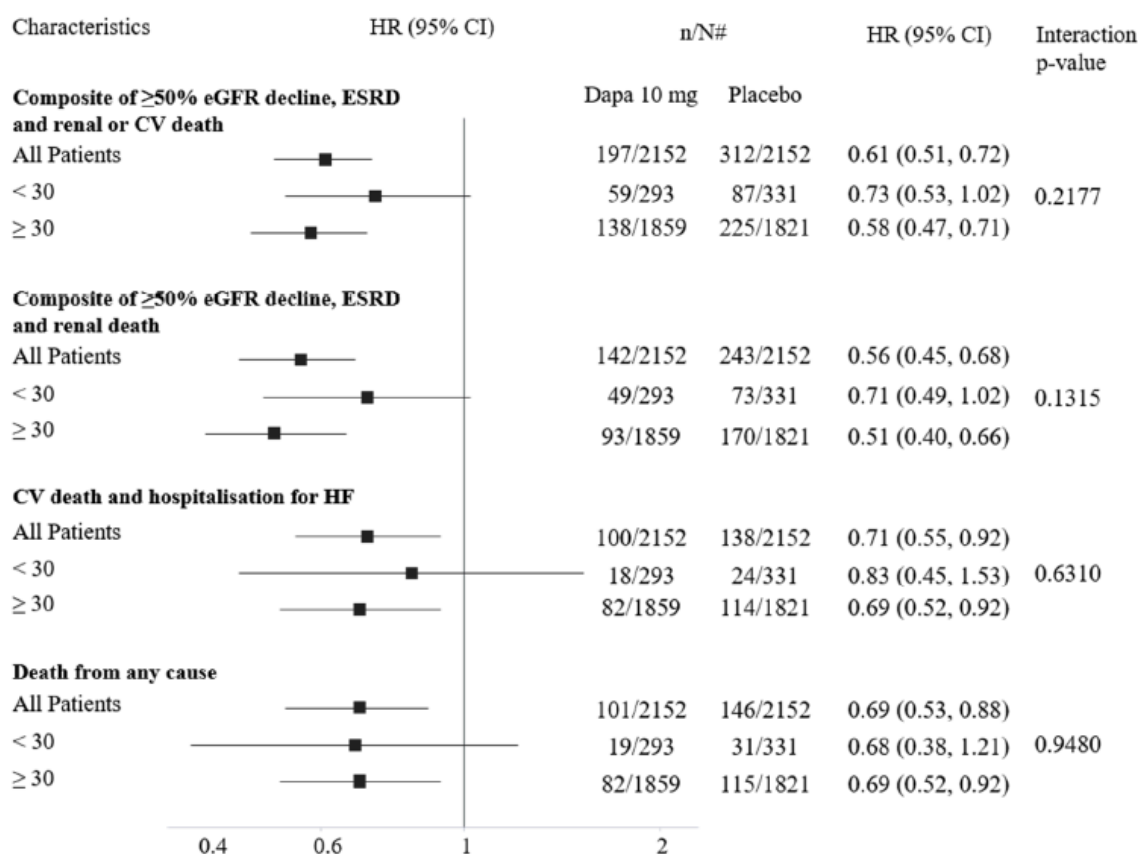 Characteristics HR (95% CI) n/N# HR (95% CI) Interaction
p-value
Dapa 10 mg Placebo
Composite of ≥50% eGFR decline, ESRD
and renal or CV death
All Patients 197/2152 312/2152 0.61 (0.51, 0.72)
< 30 59/293 87/331 0.73 (0.53, 1.02) 0.2177
≥ 30 138/1859 225/1821 0.58 (0.47, 0.71)
Composite of ≥50% eGFR decline, ESRD
and renal death
All Patients 142/2152 243/2152 0.56 (0.45, 0.68)
< 30 49/293 73/331 0.71 (0.49, 1.02) 0.1315
≥ 30 93/1859 170/1821 0.51 (0.40, 0.66)
CV death and hospitalisation for HF
All Patients 100/2152 138/2152 0.71 (0.55, 0.92)
< 30 18/293 24/331 0.83 (0.45, 1.53) 0.6310
≥ 30 82/1859 114/1821 0.69 (0.52, 0.92)
Death from any cause
All Patients 101/2152 146/2152 0.69 (0.53, 0.88)
< 30 19/293 31/331 0.68 (0.38, 1.21) 0.9480
≥ 30 82/1859 115/1821 0.69 (0.52, 0.92)
0.4 0.6 1 2